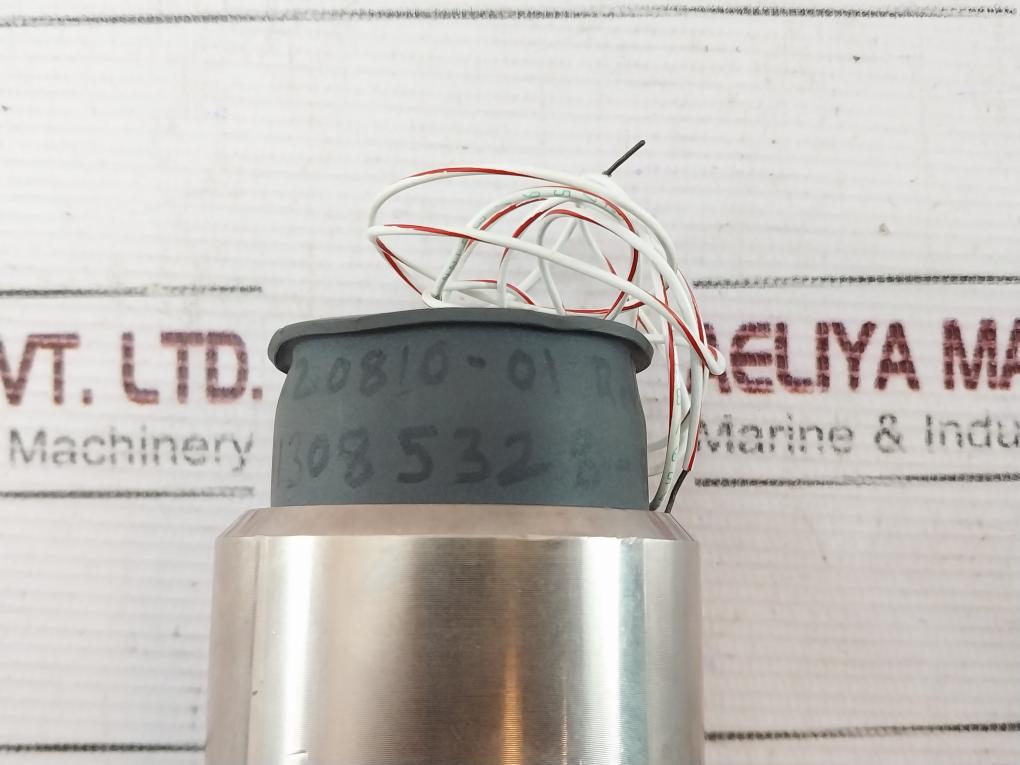 20810-01
1308532 B-
VT. LTD.
Machinery
AELIYA MA
Marine & Indu